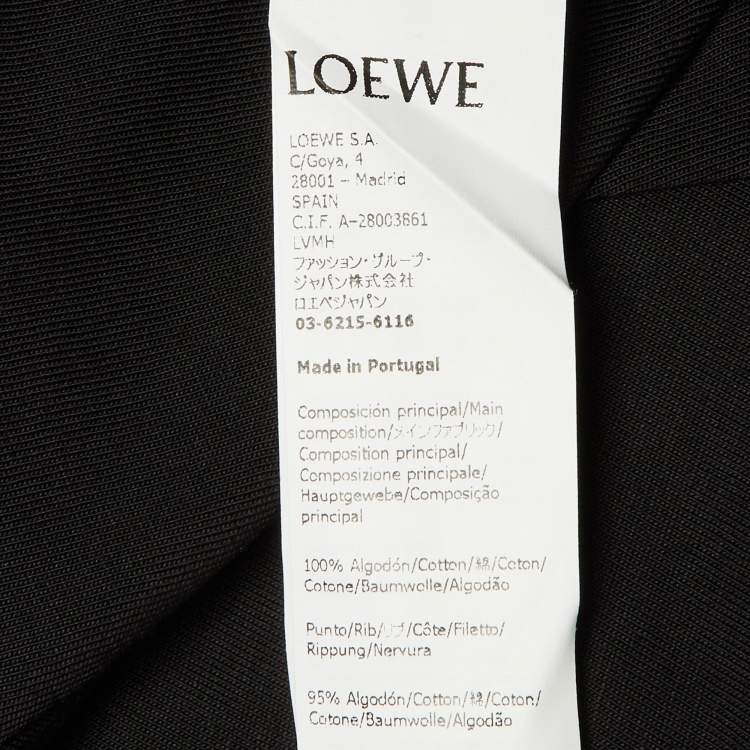 LOEWE
LOEWE S.A.
C/Goya, 4
28001 – Madrid
SPAIN
C.I.F. A-28003861
LVMH
ファッション・グループ・
ジャパン株式会社
ロエベジャパン
03-6215-6116
Made in Portugal
Composición principal/Main
composition/メインファブリック/
Composition principal/
Composizione principale/
Hauptgewebe/Composição
principal
100% Algodón/Cotton/綿/Coton/
Cotone/Baumwolle/Algodão
Punto/Rib/リブ/Côte/Filetto/
Rippung/Nervura
95% Algodón/Cotton/綿/Coton/
Cotone/Baumwolle/Algodão